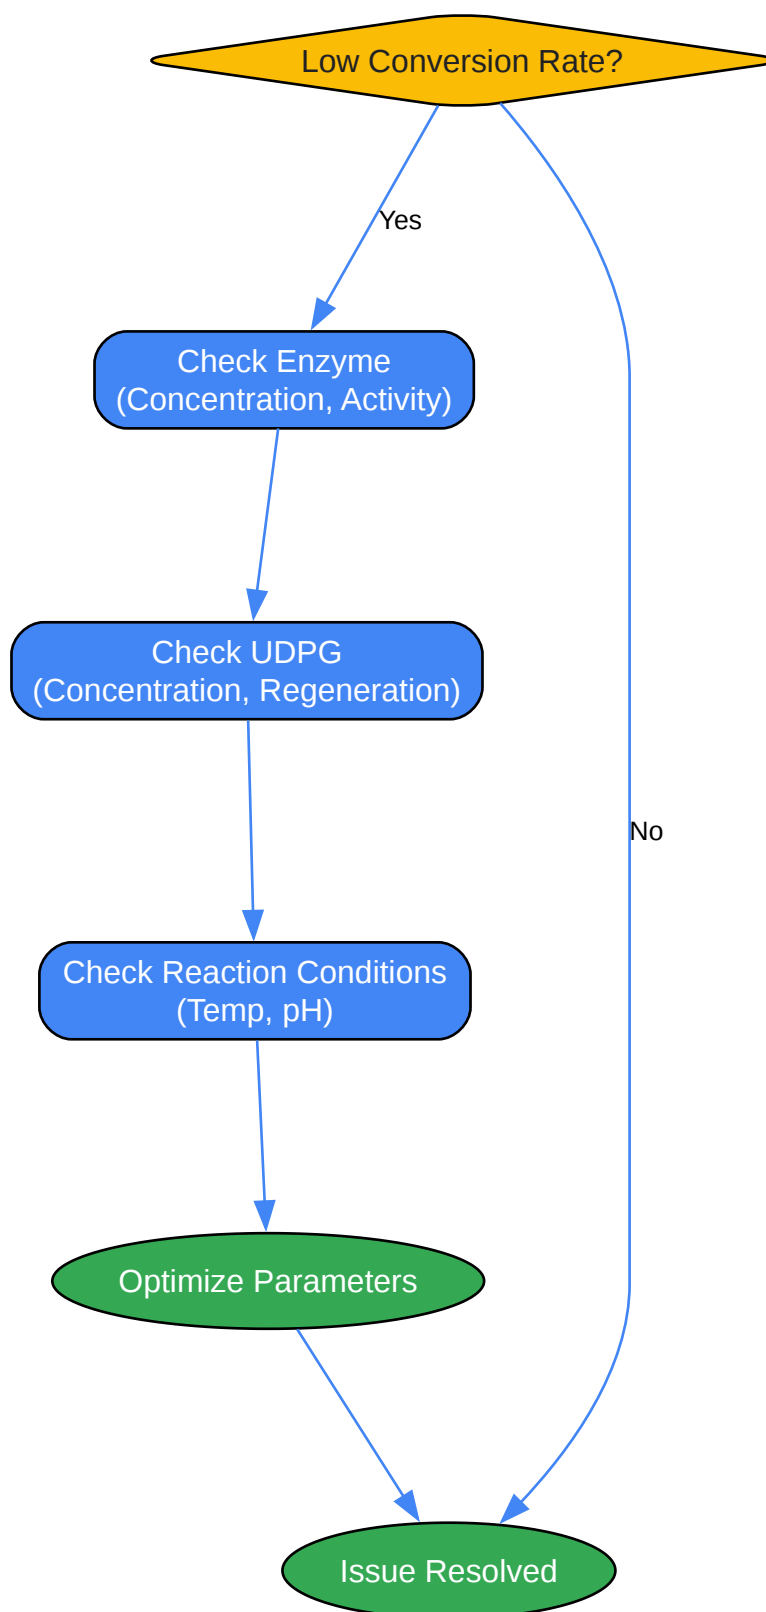 Low Conversion Rate?
Yes
Check Enzyme
(Concentration, Activity)
Check UDPG
(Concentration, Regeneration)
No
Check Reaction Conditions
(Temp, pH)
Optimize Parameters
Issue Resolved